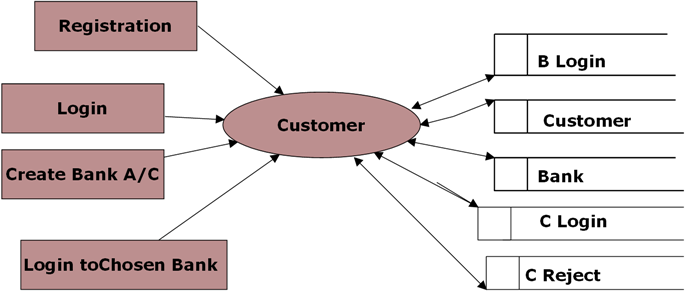 Registration
Login
Create Bank A/C
Login toChosen Bank
Customer
B Login
Customer
Bank
C Login
C Reject